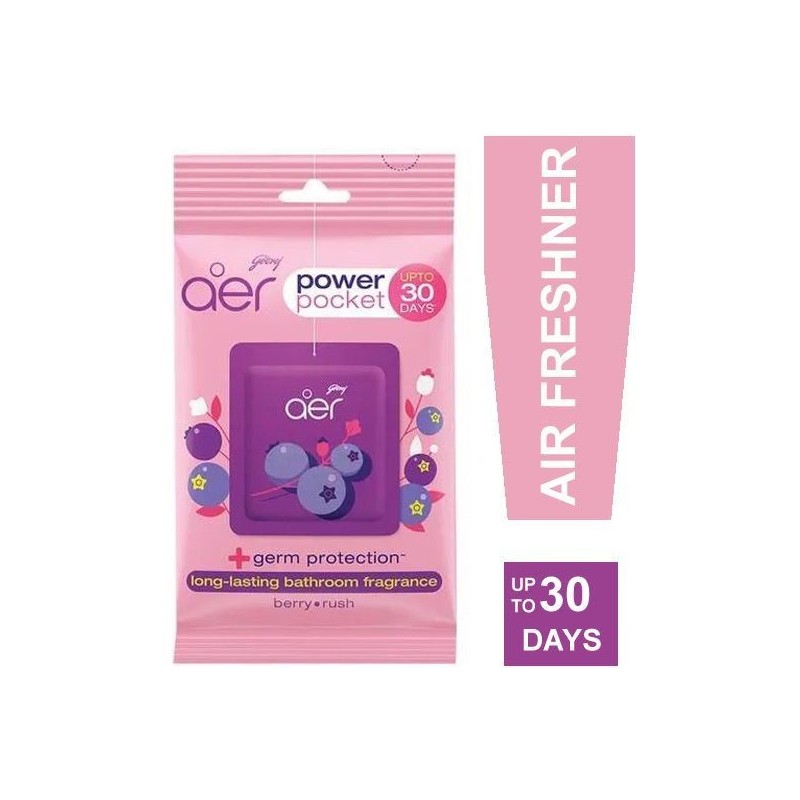 Godrej
aer
power
pocket
UPTO
30
DAYS*
Godrej
aer
+germ protection~
long-lasting bathroom fragrance
berry•rush
AIR FRESHNER
UP TO 30
DAYS